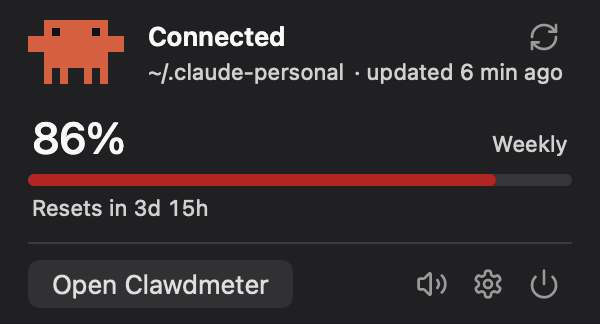 Connected
~/.claude-personal · updated 6 min ago
86%
Weekly
Resets in 3d 15h
Open Clawdmeter